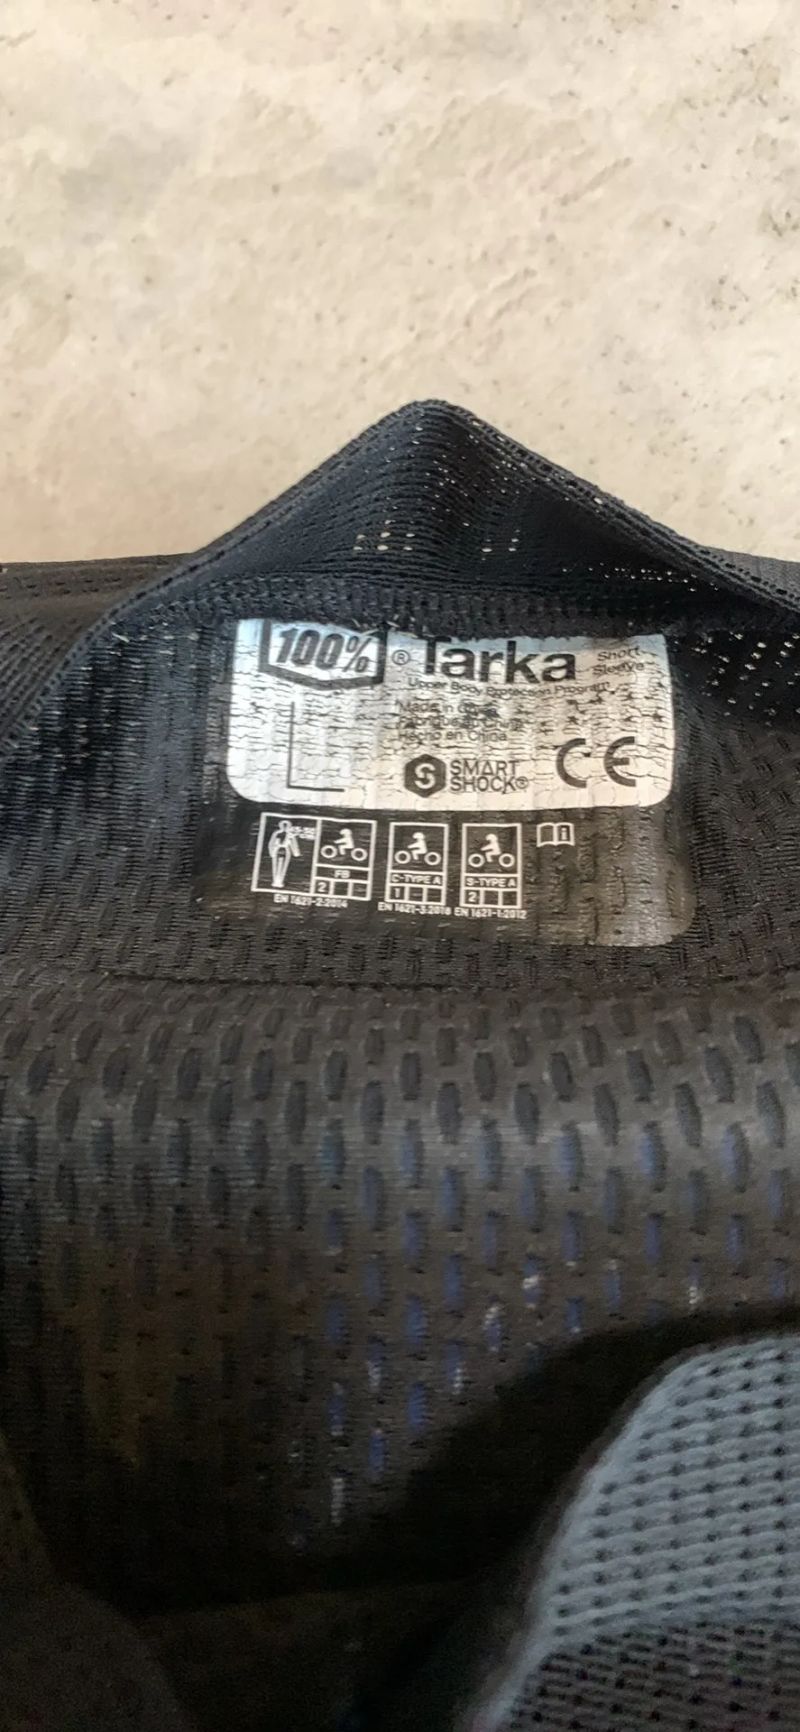 100%® Tarka Short Sleeve
Upper Body Protection Program
Made in China
Fabriqué en Chine
Hecho en China
L
S SMART SHOCK® CE
FB
C-TYPE A
S-TYPE A
2
1
2
EN 1621-2:2014
EN 1621-3:2018
EN 1621-1:2012